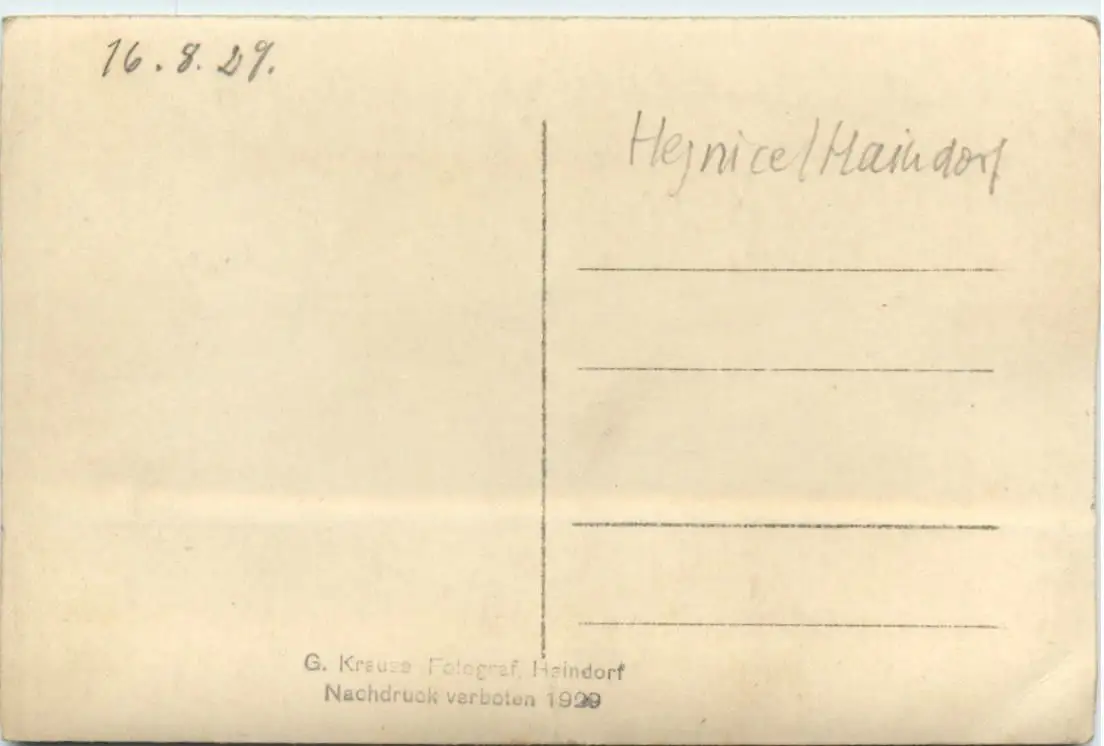 16. 8. 29.
Hejnice/Haindorf
G. Krause Fotograf, Haindorf
Nachdruck verboten 1929